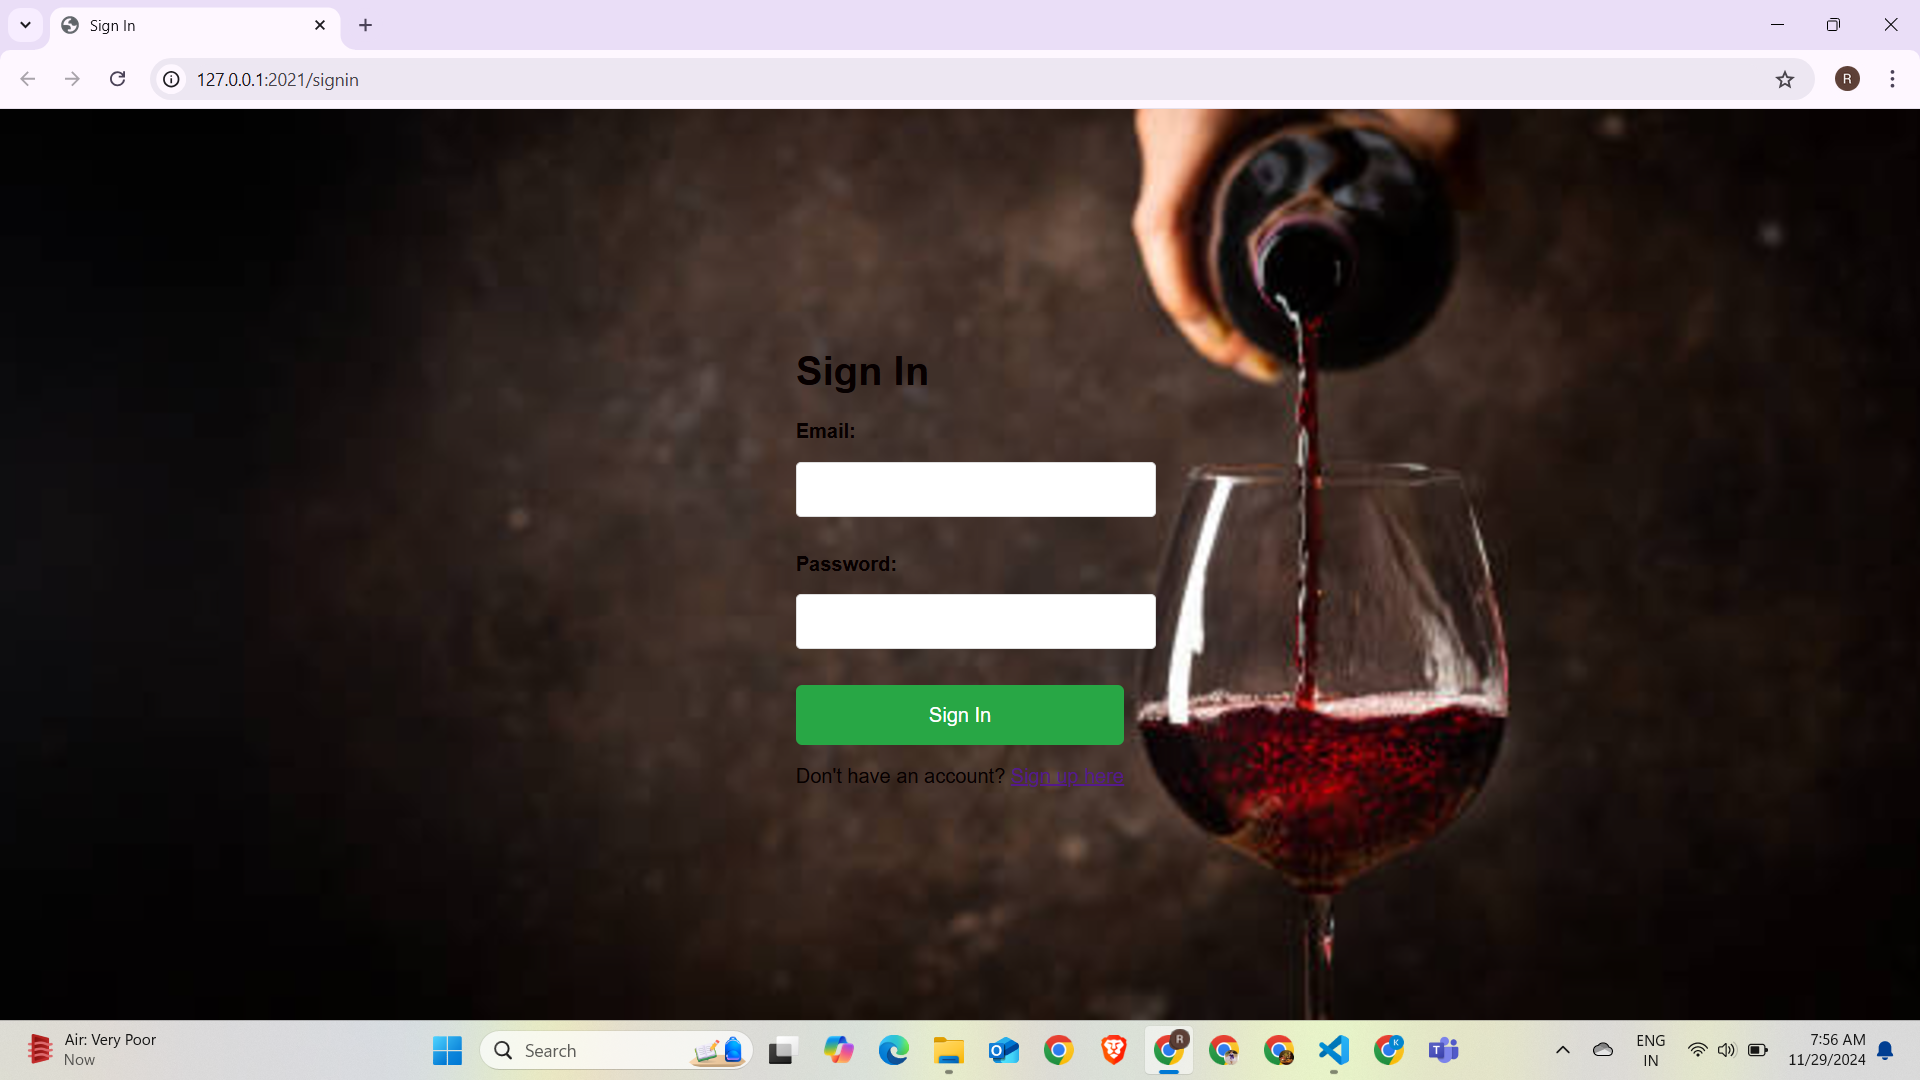 Sign In
127.0.0.1:2021/signin
R
Sign In
Email:
Password:
Sign In
Don't have an account? Sign up here
Air: Very Poor
Now
Search
R
K
ENG
IN
7:56 AM
11/29/2024